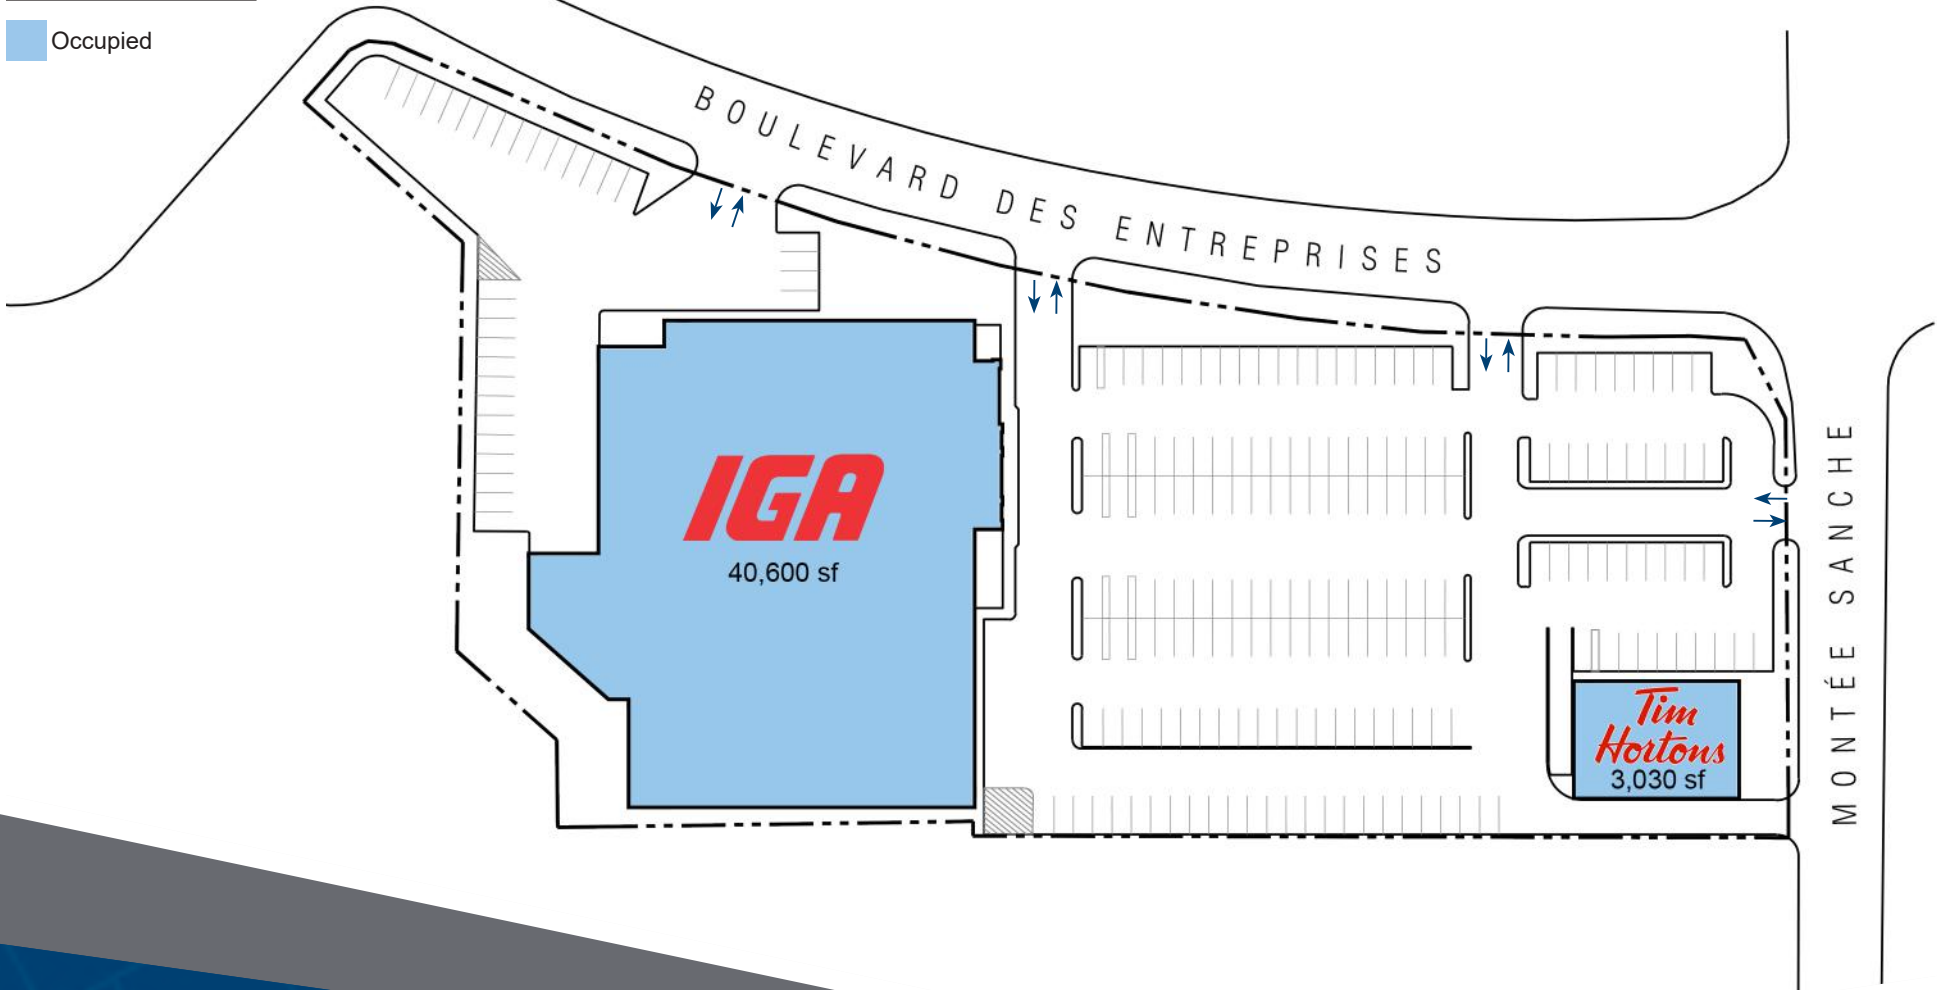 Occupied
BOULEVARD DES ENTREPRISES
IGA
40,600 sf
MONTÉE SANCHE
Tim
Hortons
3,030 sf